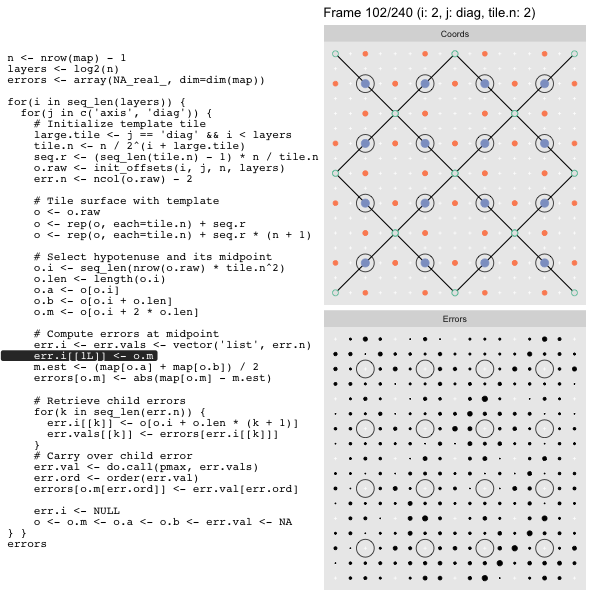 Frame 102/240 (i: 2, j: diag, tile.n: 2)
Coords
Errors
n <- nrow(map) - 1
layers <- log2(n)
errors <- array(NA_real_, dim=dim(map))
for(i in seq_len(layers)) {
for(j in c('axis', 'diag')) {
# Initialize template tile
large.tile <- j == 'diag' && i < layers
tile.n <- n / 2^(i + large.tile)
seq.r <- (seq_len(tile.n) - 1) * n / tile.n
o.raw <- init_offsets(i, j, n, layers)
err.n <- ncol(o.raw) - 2
# Tile surface with template
o <- o.raw
o <- rep(o, each=tile.n) + seq.r
o <- rep(o, each=tile.n) + seq.r * (n + 1)
# Select hypotenuse and its midpoint
o.i <- seq_len(nrow(o.raw) * tile.n^2)
o.len <- length(o.i)
o.a <- o[o.i]
o.b <- o[o.i + o.len]
o.m <- o[o.i + 2 * o.len]
# Compute errors at midpoint
err.i <- err.vals <- vector('list', err.n)
err.i[[1L]] <- o.m
m.est <- (map[o.a] + map[o.b]) / 2
errors[o.m] <- abs(map[o.m] - m.est)
# Retrieve child errors
for(k in seq_len(err.n)) {
err.i[[k]] <- o[o.i + o.len * (k + 1)]
err.vals[[k]] <- errors[err.i[[k]]]
}
# Carry over child error
err.val <- do.call(pmax, err.vals)
err.ord <- order(err.val)
errors[o.m[err.ord]] <- err.val[err.ord]
err.i <- NULL
o <- o.m <- o.a <- o.b <- err.val <- NA
} }
errors